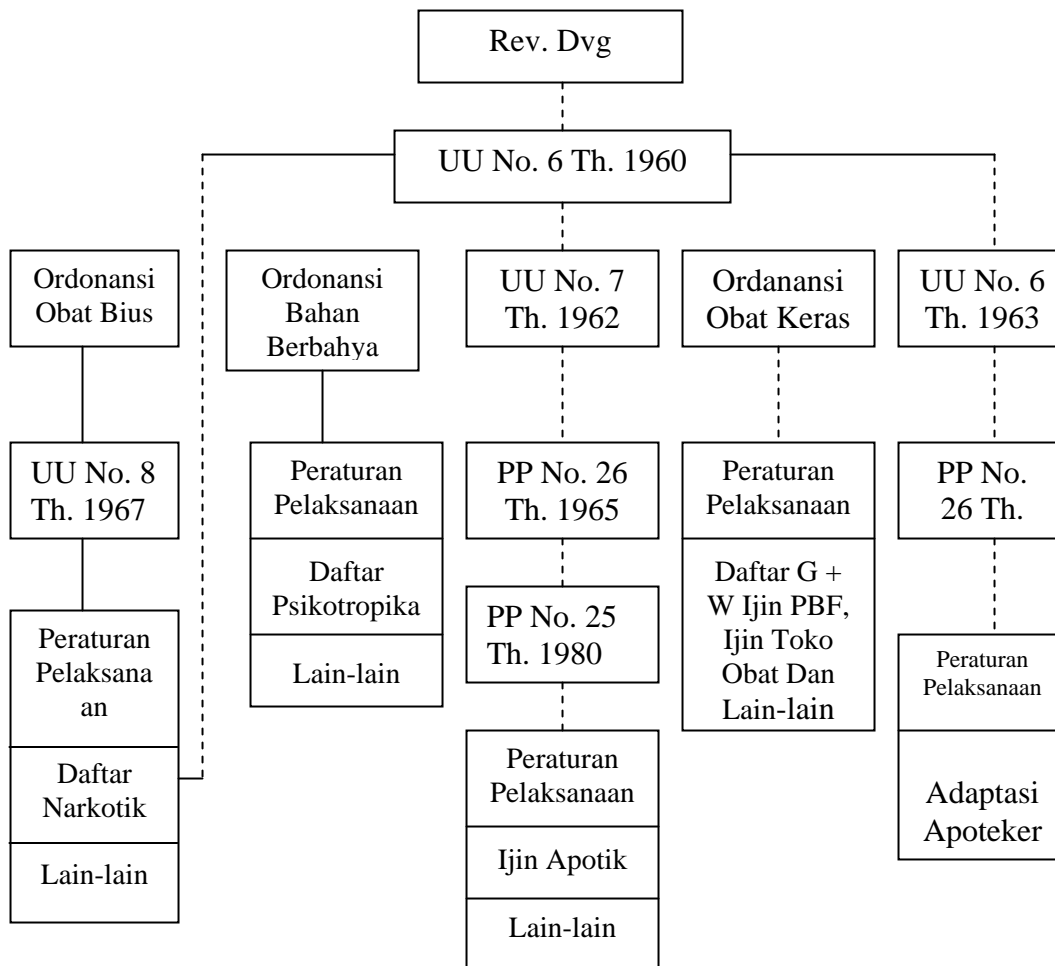 Rev. Dvg
UU No. 6 Th. 1960
Ordonansi
Obat Bius
Ordonansi
Bahan
Berbahya
UU No. 7
Th. 1962
Ordanansi
Obat Keras
UU No. 6
Th. 1963
UU No. 8
Th. 1967
Peraturan
Pelaksanaan
PP No. 26
Th. 1965
Peraturan
Pelaksanaan
PP No.
26 Th.
Daftar
Psikotropika
Lain-lain
PP No. 25
Th. 1980
Daftar G +
W Ijin PBF,
Ijin Toko
Obat Dan
Lain-lain
Peraturan
Pelaksana
an
Daftar
Narkotik
Lain-lain
Peraturan
Pelaksanaan
Ijin Apotik
Lain-lain
Peraturan
Pelaksanaan
Adaptasi
Apoteker